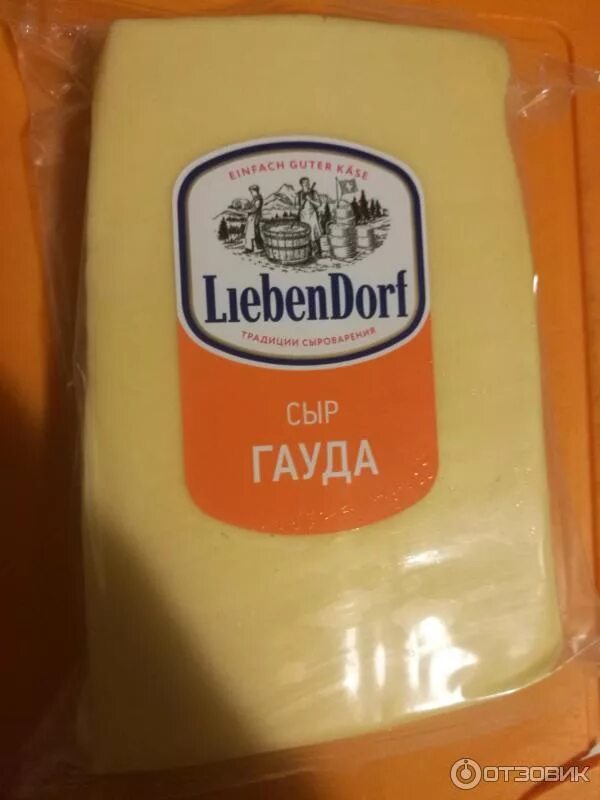 EINFACH GUTER KÄSE
LIebenDorf
ТРАДИЦИИ СЫРОВАРЕНИЯ
СЫР
ГАУДА
ОТЗОВИК